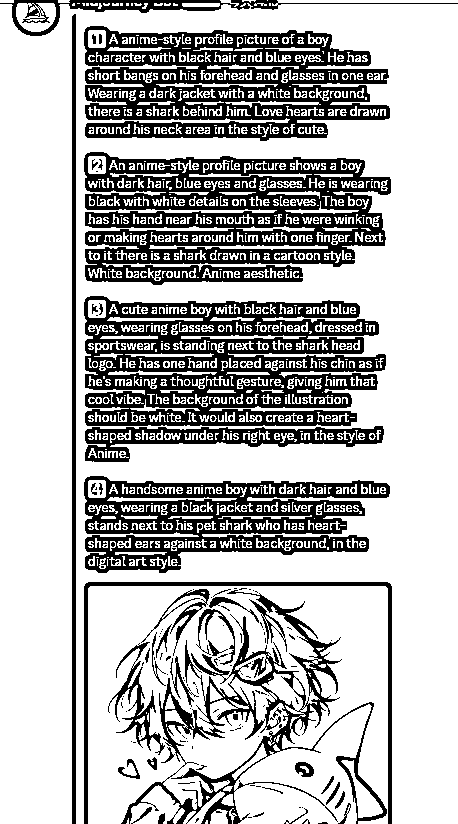 Midjourney Bot
1 A anime-style profile picture of a boy
character with black hair and blue eyes. He has
short bangs on his forehead and glasses in one ear.
Wearing a dark jacket with a white background,
there is a shark behind him. Love hearts are drawn
around his neck area in the style of cute.
2 An anime-style profile picture shows a boy
with dark hair, blue eyes and glasses. He is wearing
black with white details on the sleeves. The boy
has his hand near his mouth as if he were winking
or making hearts around him with one finger. Next
to it there is a shark drawn in a cartoon style.
White background. Anime aesthetic.
3 A cute anime boy with black hair and blue
eyes, wearing glasses on his forehead, dressed in
sportswear, is standing next to the shark head
logo. He has one hand placed against his chin as if
he's making a thoughtful gesture, giving him that
cool vibe. The background of the illustration
should be white. It would also create a heart-
shaped shadow under his right eye, in the style of
Anime.
4 A handsome anime boy with dark hair and blue
eyes, wearing a black jacket and silver glasses,
stands next to his pet shark who has heart-
shaped ears against a white background, in the
digital art style.